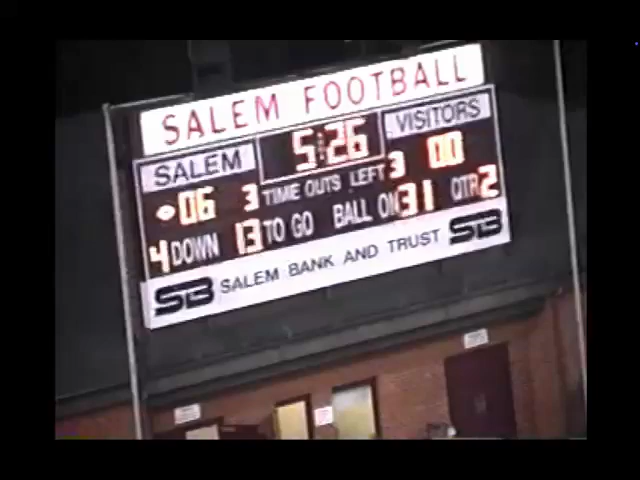 SALEM FOOTBALL
SALEM 5:26 VISITORS
06 3 TIME OUTS LEFT 3 00
4 DOWN 13 TO GO BALL ON 31 QTR 2
SB SALEM BANK AND TRUST SB